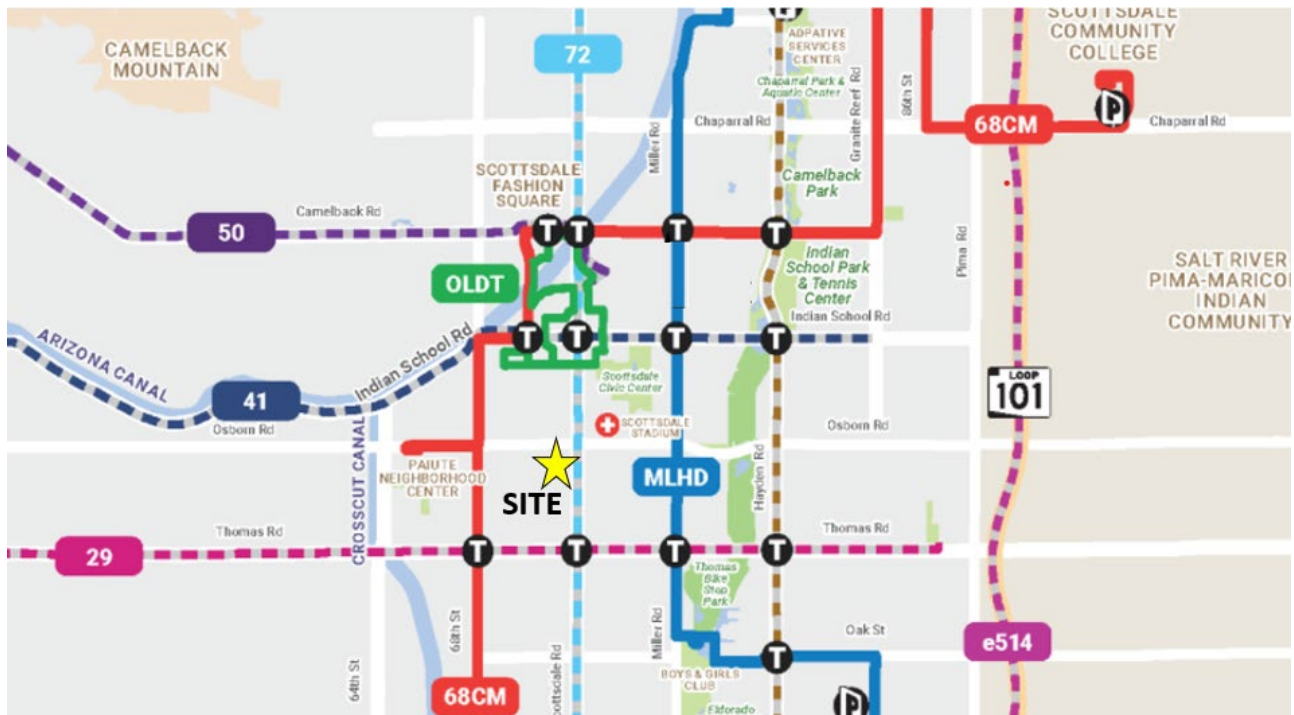 SCOTTSDALE
COMMUNITY
COLLEGE
CAMELBACK
MOUNTAIN
72
ADPATIVE
SERVICES
CENTER
Chaparral Park &
Aquatic Center
P
Miller Rd
Chaparral Rd
Granite Reef Rd
86th St
68CM
Chaparral Rd
SCOTTSDALE
FASHION
SQUARE
Camelback
Park
Camelback Rd
50
T
T
T
T
Pima Rd
OLDT
Indian
School Park
& Tennis
Center
SALT RIVER
PIMA-MARICO
INDIAN
COMMUNITY
Indian School Rd
ARIZONA CANAL
Indian School Rd
T
T
T
T
Scottsdale
Civic Center
LOOP
101
41
Osborn Rd
CROSSCUT CANAL
SCOTTSDALE
STADIUM
Osborn Rd
PAIUTE
NEIGHBORHOOD
CENTER
SITE
MLHD
Hayden Rd
Thomas Rd
Thomas Rd
29
T
T
T
T
Thomas
Bike
Stop
Park
68th St
Miller Rd
Oak St
e514
T
64th St
68CM
cottsdale Rd
BOYS & GIRLS
CLUB
P
Eldorado